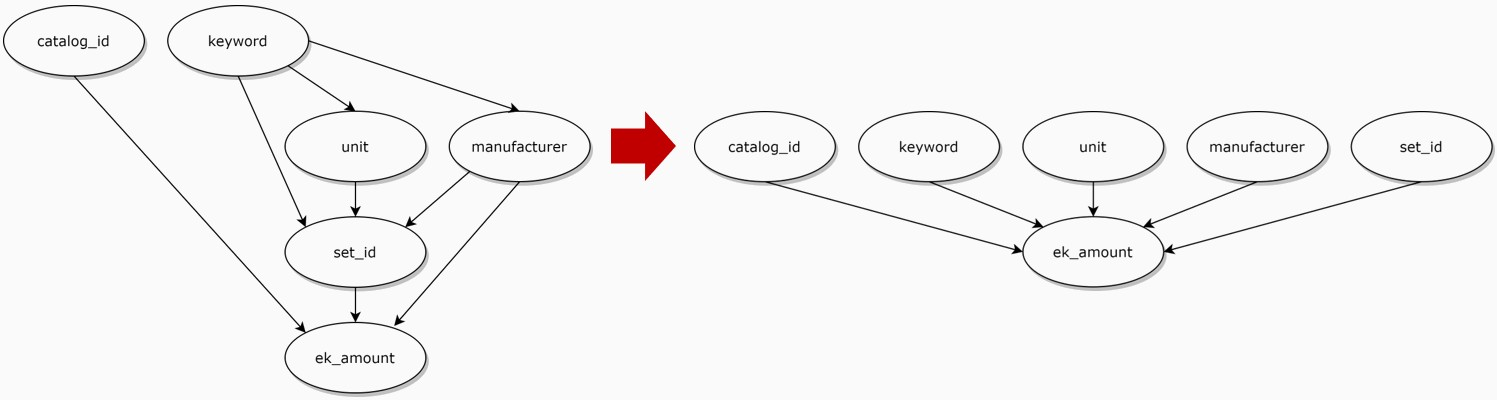 catalog_id
keyword
unit
manufacturer
set_id
ek_amount
catalog_id
keyword
unit
manufacturer
set_id
ek_amount